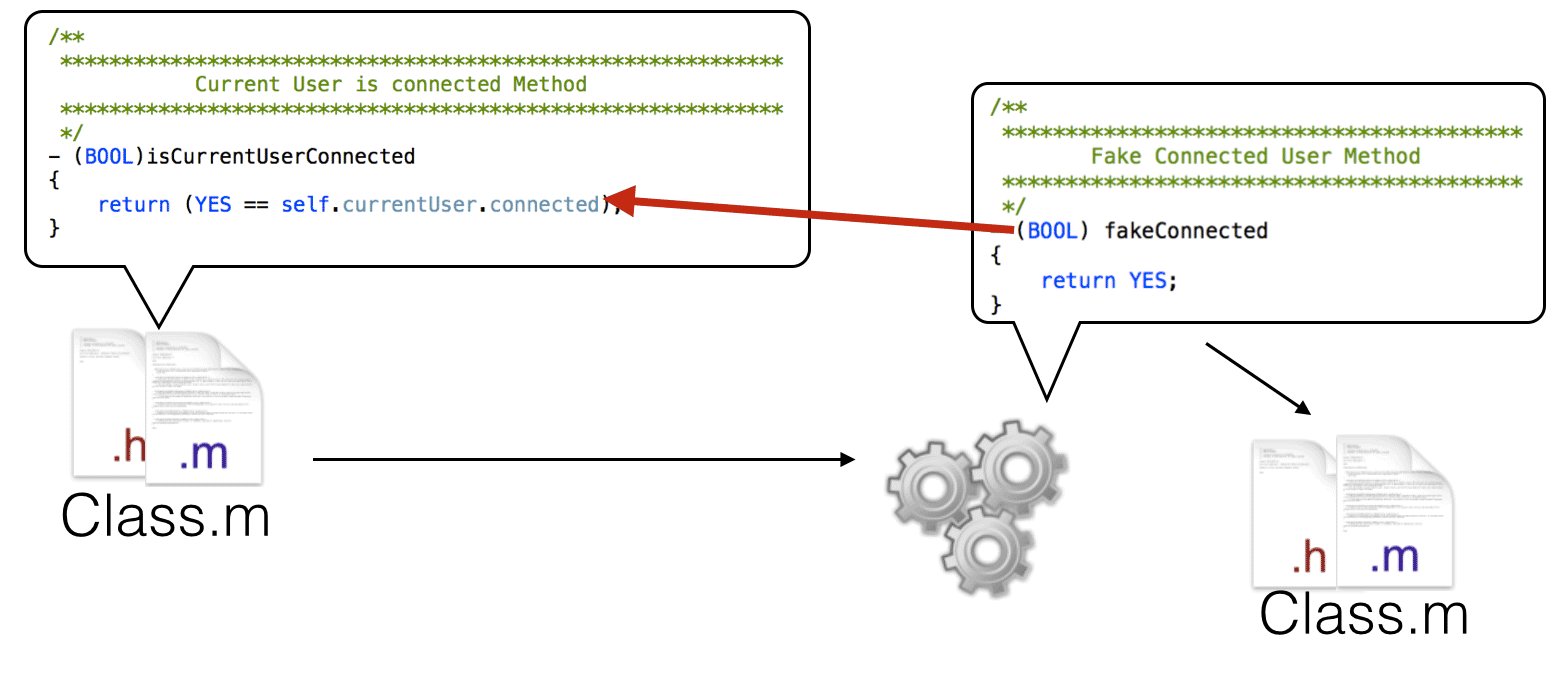 /**
***********************************************************
Current User is connected Method
***********************************************************
*/
- (BOOL)isCurrentUserConnected
{
return (YES == self.currentUser.connected);
}
/**
******************************************
Fake Connected User Method
******************************************
*/
(BOOL) fakeConnected
{
return YES;
}
.h
.m
Class.m
.h
.m
Class.m